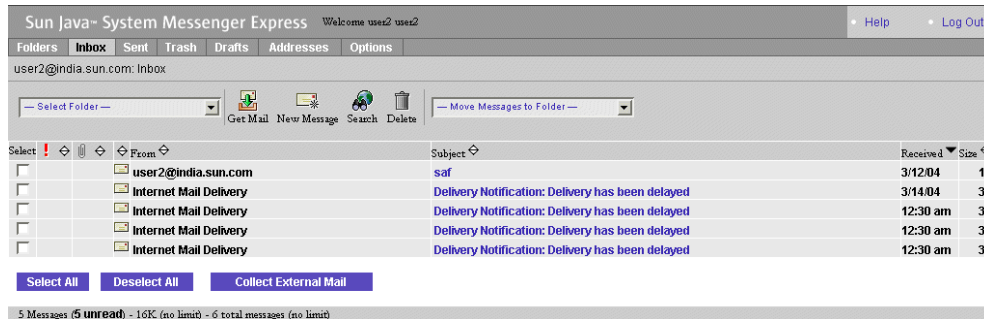 Sun Java™ System Messenger Express Welcome user2 user2 Help Log Out
Folders Inbox Sent Trash Drafts Addresses Options
user2@india.sun.com: Inbox
— Select Folder — Get Mail New Message Search Delete — Move Messages to Folder —
Select ! From Subject Received Size
user2@india.sun.com saf 3/12/04 1
Internet Mail Delivery Delivery Notification: Delivery has been delayed 3/14/04 3
Internet Mail Delivery Delivery Notification: Delivery has been delayed 12:30 am 3
Internet Mail Delivery Delivery Notification: Delivery has been delayed 12:30 am 3
Internet Mail Delivery Delivery Notification: Delivery has been delayed 12:30 am 3
Select All Deselect All Collect External Mail
5 Messages (5 unread) - 16K (no limit) - 6 total messages (no limit)